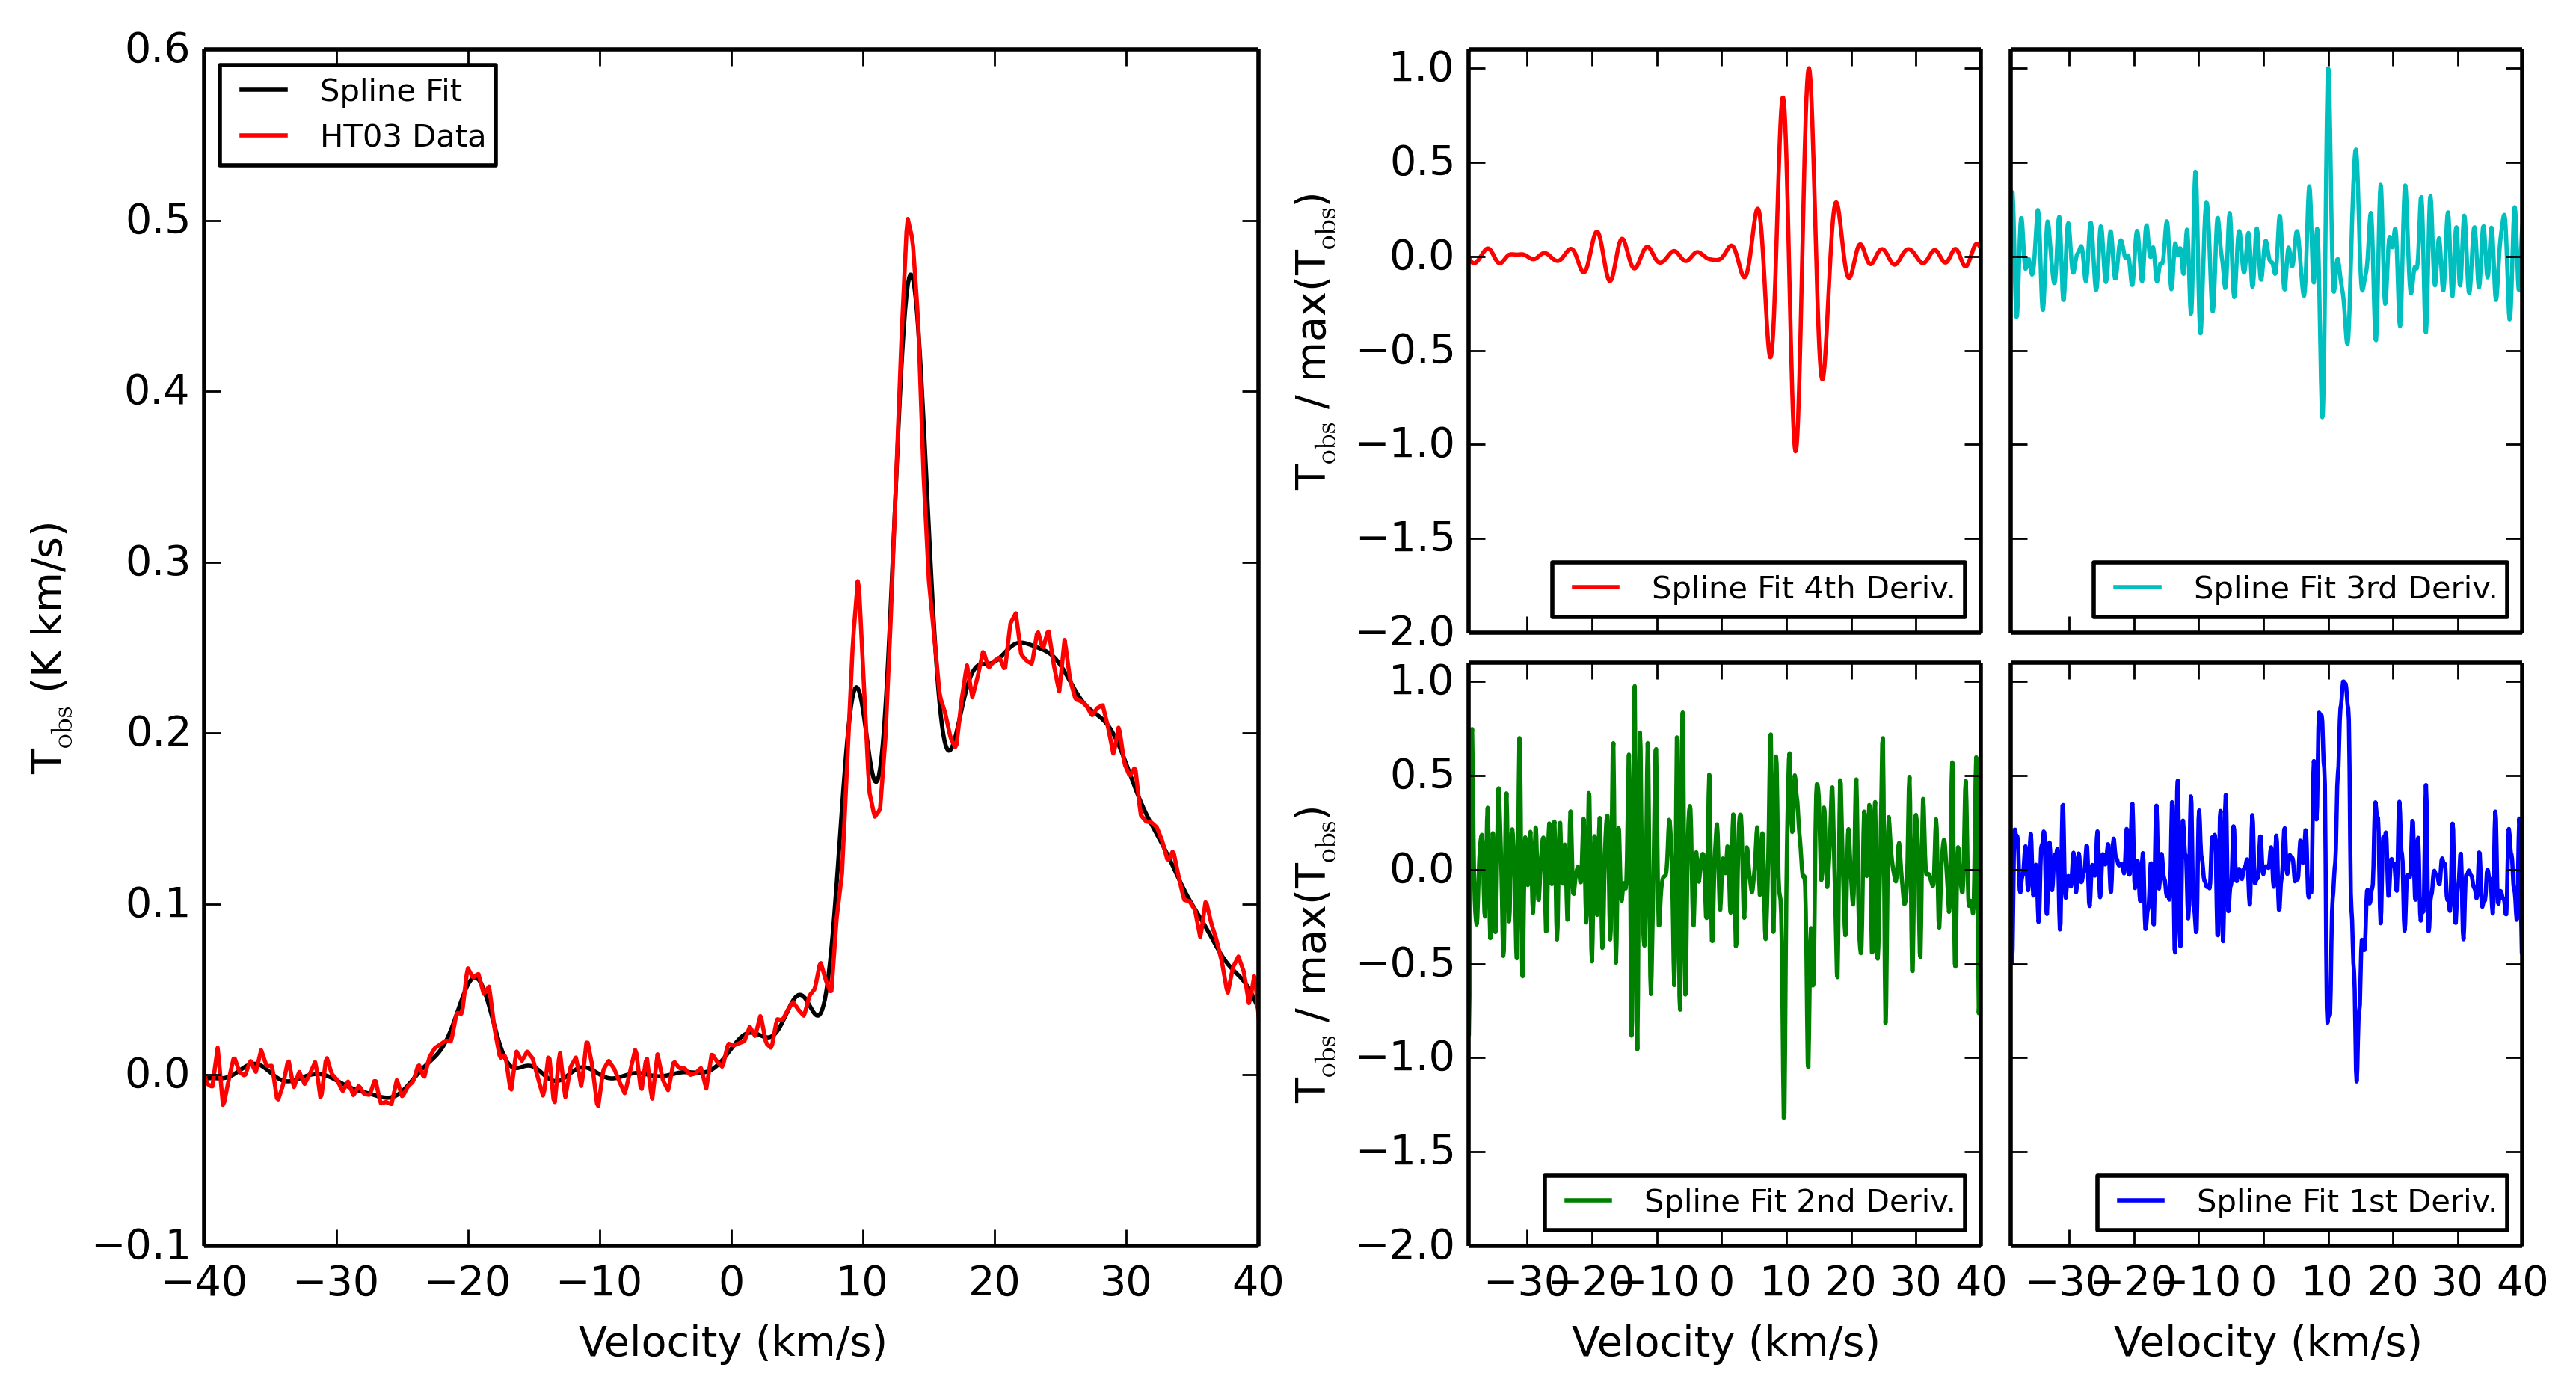 0.6
0.5
0.4
0.3
0.2
0.1
0.0
−0.1
T_obs (K km/s)
Spline Fit
HT03 Data
−40 −30 −20 −10 0 10 20 30 40
Velocity (km/s)
1.0
0.5
0.0
−0.5
−1.0
−1.5
−2.0
T_obs / max(T_obs)
Spline Fit 4th Deriv.
Spline Fit 3rd Deriv.
1.0
0.5
0.0
−0.5
−1.0
−1.5
−2.0
T_obs / max(T_obs)
Spline Fit 2nd Deriv.
Spline Fit 1st Deriv.
−30 −20 −10 0 10 20 30 40
−30 −20 −10 0 10 20 30 40
Velocity (km/s)
Velocity (km/s)